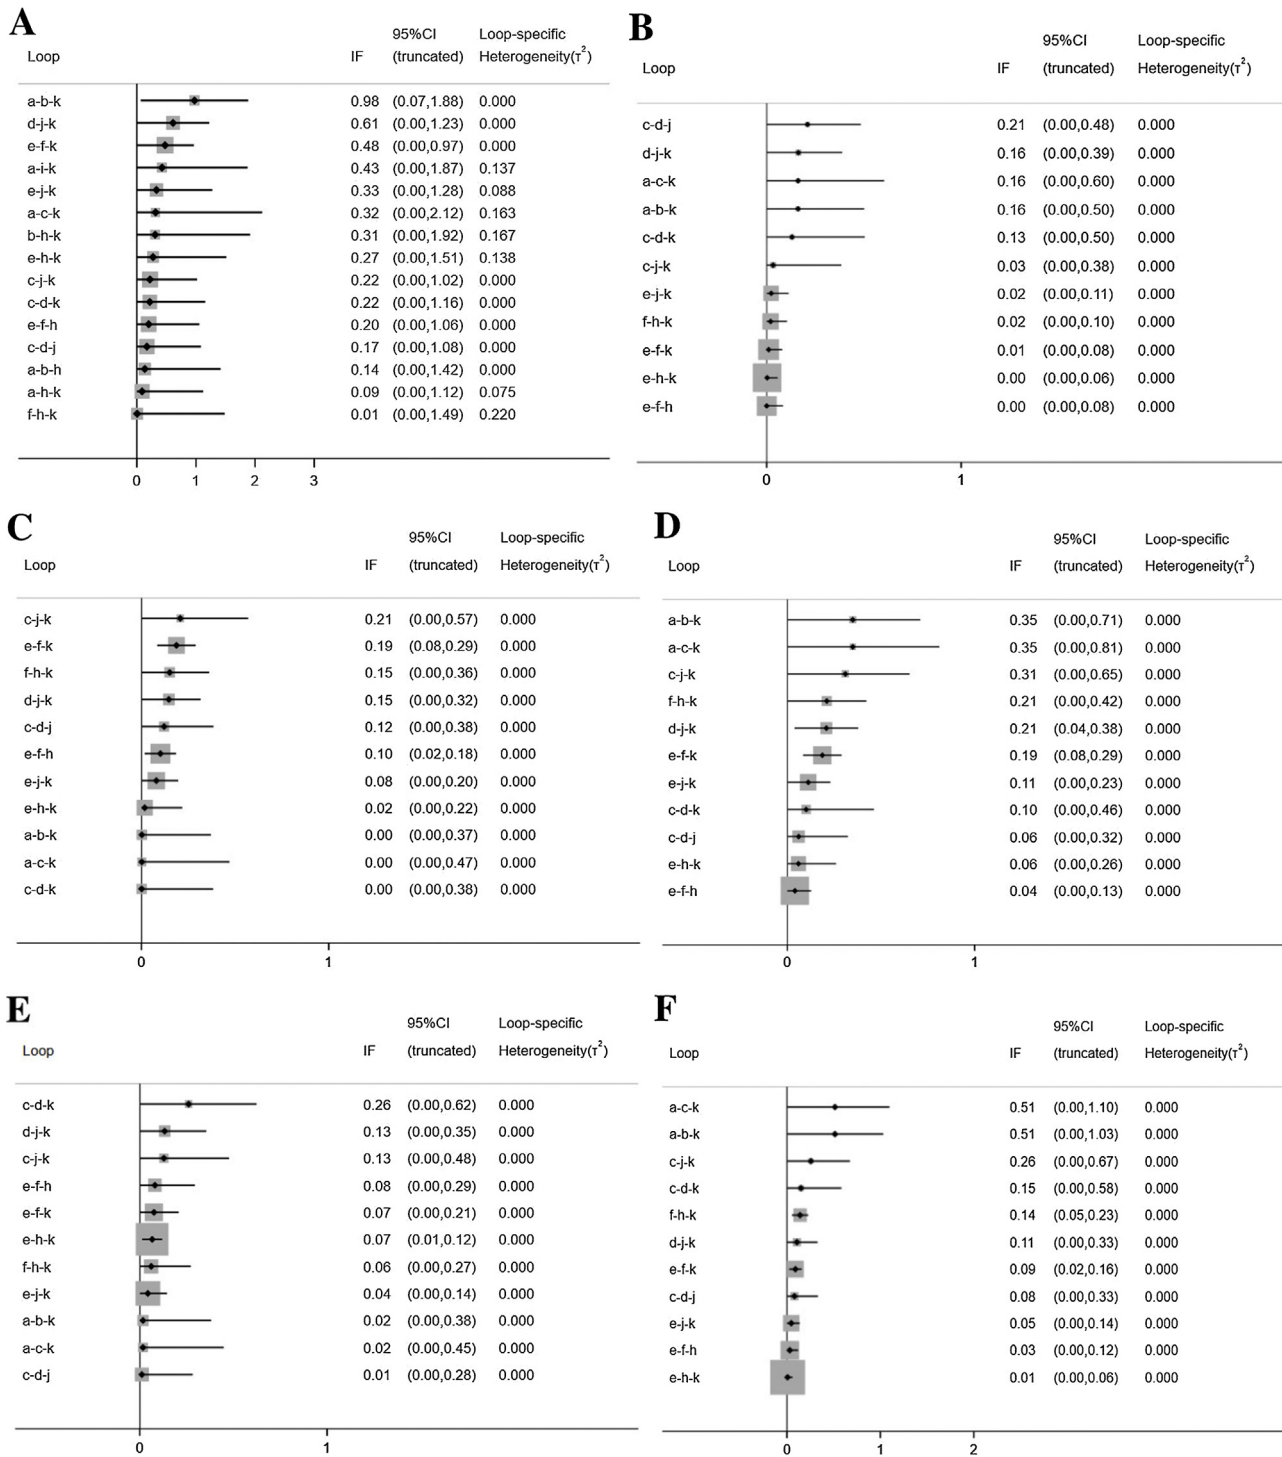 A
95%CI Loop-specific
Loop IF (truncated) Heterogeneity(τ²)
a-b-k 0.98 (0.07,1.88) 0.000
d-j-k 0.61 (0.00,1.23) 0.000
e-f-k 0.48 (0.00,0.97) 0.000
a-i-k 0.43 (0.00,1.87) 0.137
e-j-k 0.33 (0.00,1.28) 0.088
a-c-k 0.32 (0.00,2.12) 0.163
b-h-k 0.31 (0.00,1.92) 0.167
e-h-k 0.27 (0.00,1.51) 0.138
c-j-k 0.22 (0.00,1.02) 0.000
c-d-k 0.22 (0.00,1.16) 0.000
e-f-h 0.20 (0.00,1.06) 0.000
c-d-j 0.17 (0.00,1.08) 0.000
a-b-h 0.14 (0.00,1.42) 0.000
a-h-k 0.09 (0.00,1.12) 0.075
f-h-k 0.01 (0.00,1.49) 0.220
0 1 2 3
B
95%CI Loop-specific
Loop IF (truncated) Heterogeneity(τ²)
c-d-j 0.21 (0.00,0.48) 0.000
d-j-k 0.16 (0.00,0.39) 0.000
a-c-k 0.16 (0.00,0.60) 0.000
a-b-k 0.16 (0.00,0.50) 0.000
c-d-k 0.13 (0.00,0.50) 0.000
c-j-k 0.03 (0.00,0.38) 0.000
e-j-k 0.02 (0.00,0.11) 0.000
f-h-k 0.02 (0.00,0.10) 0.000
e-f-k 0.01 (0.00,0.08) 0.000
e-h-k 0.00 (0.00,0.06) 0.000
e-f-h 0.00 (0.00,0.08) 0.000
0 1
C
95%CI Loop-specific
Loop IF (truncated) Heterogeneity(τ²)
c-j-k 0.21 (0.00,0.57) 0.000
e-f-k 0.19 (0.08,0.29) 0.000
f-h-k 0.15 (0.00,0.36) 0.000
d-j-k 0.15 (0.00,0.32) 0.000
c-d-j 0.12 (0.00,0.38) 0.000
e-f-h 0.10 (0.02,0.18) 0.000
e-j-k 0.08 (0.00,0.20) 0.000
e-h-k 0.02 (0.00,0.22) 0.000
a-b-k 0.00 (0.00,0.37) 0.000
a-c-k 0.00 (0.00,0.47) 0.000
c-d-k 0.00 (0.00,0.38) 0.000
0 1
D
95%CI Loop-specific
Loop IF (truncated) Heterogeneity(τ²)
a-b-k 0.35 (0.00,0.71) 0.000
a-c-k 0.35 (0.00,0.81) 0.000
c-j-k 0.31 (0.00,0.65) 0.000
f-h-k 0.21 (0.00,0.42) 0.000
d-j-k 0.21 (0.04,0.38) 0.000
e-f-k 0.19 (0.08,0.29) 0.000
e-j-k 0.11 (0.00,0.23) 0.000
c-d-k 0.10 (0.00,0.46) 0.000
c-d-j 0.06 (0.00,0.32) 0.000
e-h-k 0.06 (0.00,0.26) 0.000
e-f-h 0.04 (0.00,0.13) 0.000
0 1
E
95%CI Loop-specific
Loop IF (truncated) Heterogeneity(τ²)
c-d-k 0.26 (0.00,0.62) 0.000
d-j-k 0.13 (0.00,0.35) 0.000
c-j-k 0.13 (0.00,0.48) 0.000
e-f-h 0.08 (0.00,0.29) 0.000
e-f-k 0.07 (0.00,0.21) 0.000
e-h-k 0.07 (0.01,0.12) 0.000
f-h-k 0.06 (0.00,0.27) 0.000
e-j-k 0.04 (0.00,0.14) 0.000
a-b-k 0.02 (0.00,0.38) 0.000
a-c-k 0.02 (0.00,0.45) 0.000
c-d-j 0.01 (0.00,0.28) 0.000
0 1
F
95%CI Loop-specific
Loop IF (truncated) Heterogeneity(τ²)
a-c-k 0.51 (0.00,1.10) 0.000
a-b-k 0.51 (0.00,1.03) 0.000
c-j-k 0.26 (0.00,0.67) 0.000
c-d-k 0.15 (0.00,0.58) 0.000
f-h-k 0.14 (0.05,0.23) 0.000
d-j-k 0.11 (0.00,0.33) 0.000
e-f-k 0.09 (0.02,0.16) 0.000
c-d-j 0.08 (0.00,0.33) 0.000
e-j-k 0.05 (0.00,0.14) 0.000
e-f-h 0.03 (0.00,0.12) 0.000
e-h-k 0.01 (0.00,0.06) 0.000
0 1 2